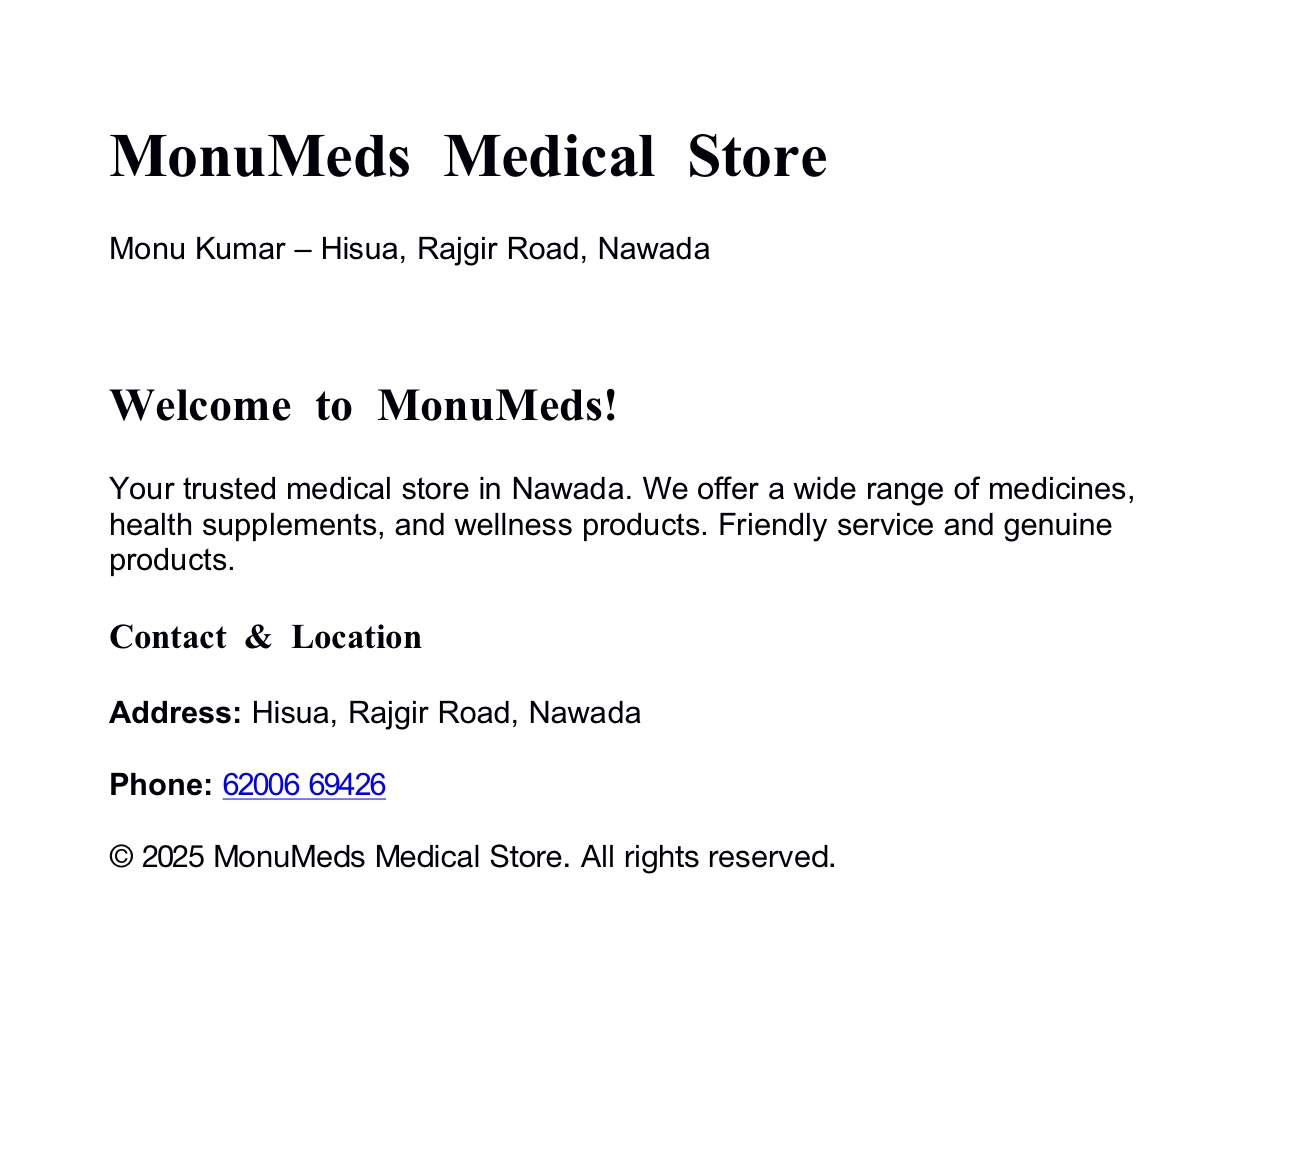 MonuMeds Medical Store
Monu Kumar – Hisua, Rajgir Road, Nawada
Welcome to MonuMeds!
Your trusted medical store in Nawada. We offer a wide range of medicines,
health supplements, and wellness products. Friendly service and genuine
products.
Contact & Location
Address: Hisua, Rajgir Road, Nawada
Phone: 62006 69426
© 2025 MonuMeds Medical Store. All rights reserved.